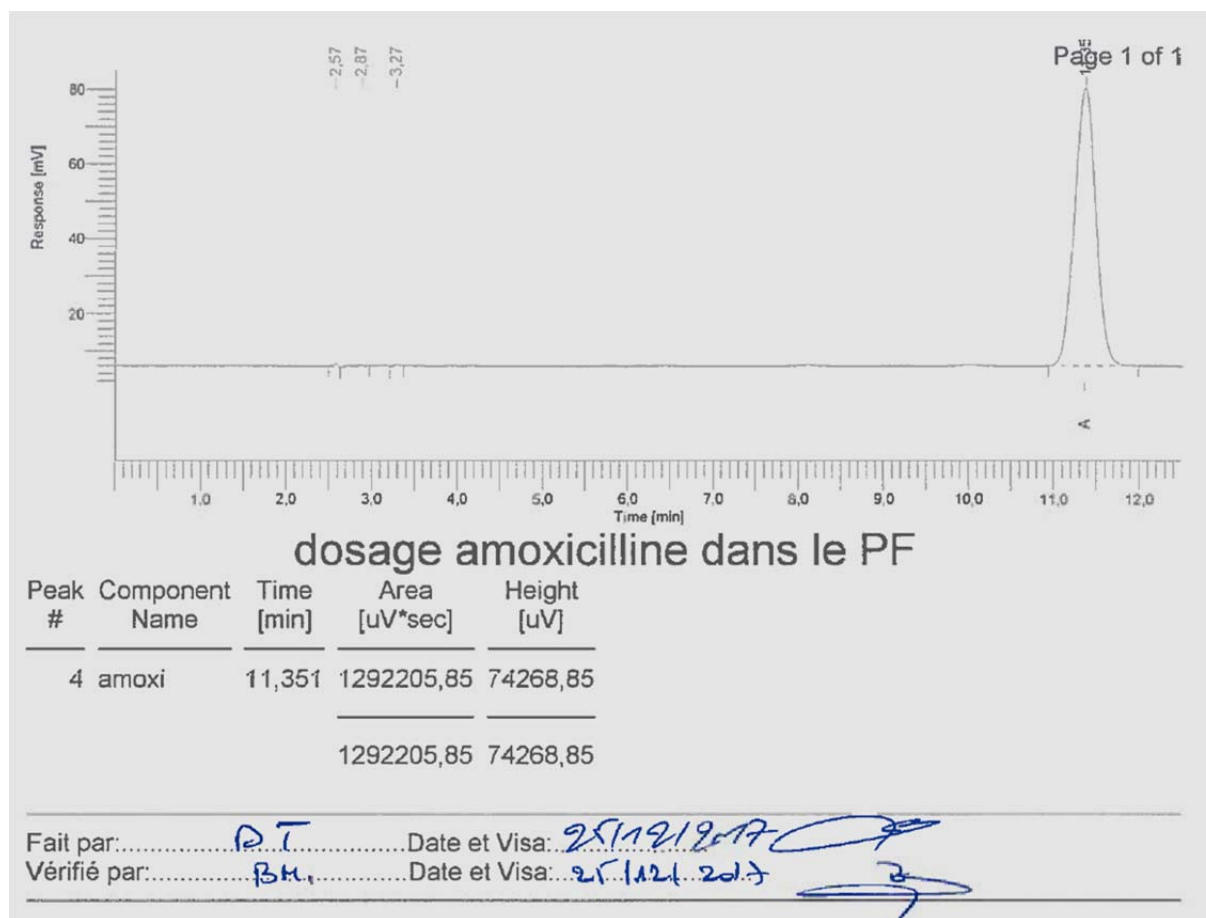 Page 1 of 1
-2,57
-2,87
-3,27
Response [mV]
80
60
40
20
A
1,0 2,0 3,0 4,0 5,0 6,0 7,0 8,0 9,0 10,0 11,0 12,0
Time [min]
dosage amoxicilline dans le PF
Peak Component Time Area Height
# Name [min] [uV*sec] [uV]
4 amoxi 11,351 1292205,85 74268,85
1292205,85 74268,85
Fait par:..........DT..........Date et Visa: 25/12/2017
Vérifié par:..........BM...........Date et Visa: 25/12/2017